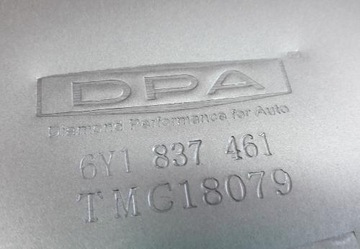 DPA
Diamond Performance for Auto
6Y1 837 461
TMC18079